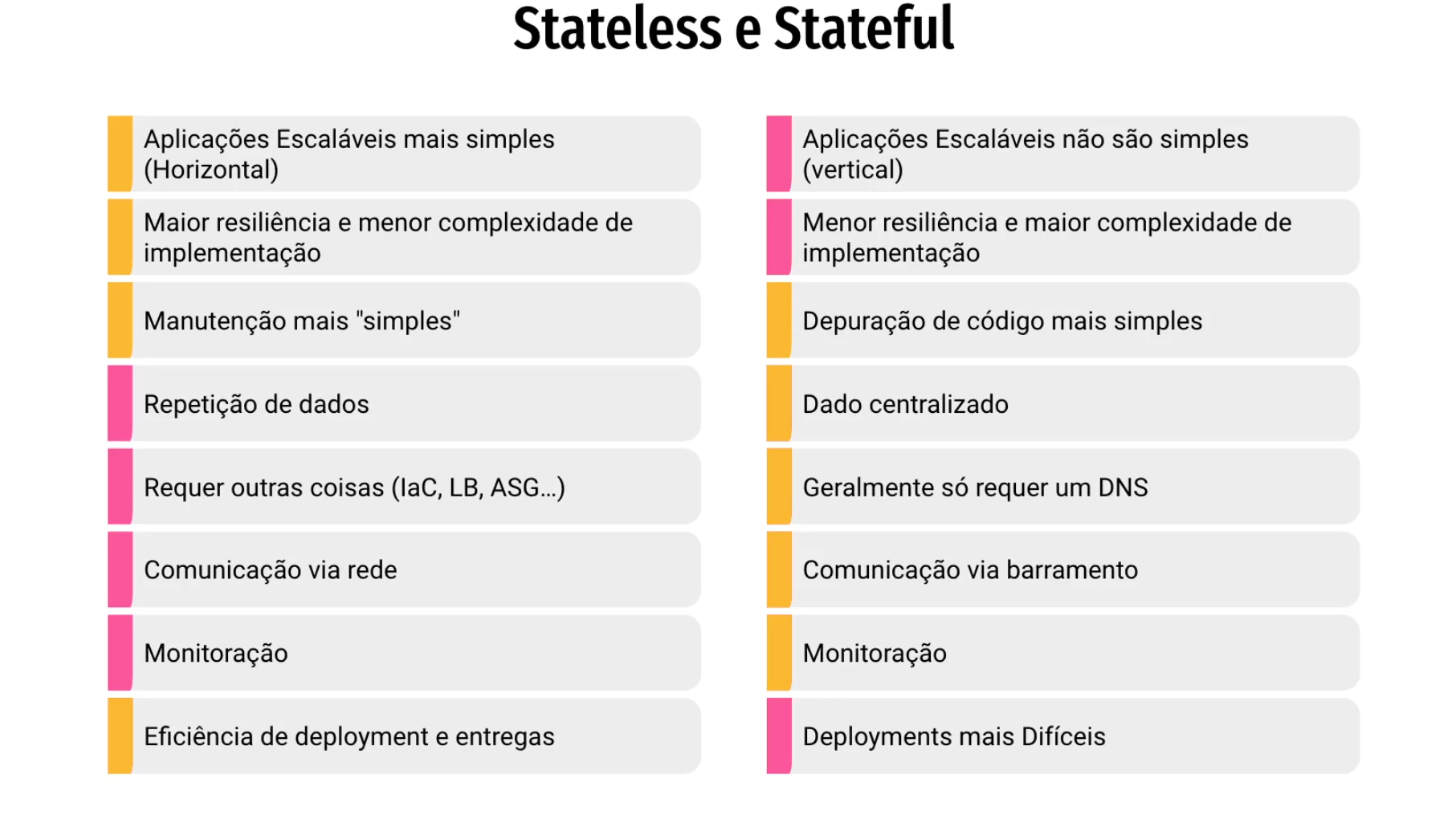 Stateless e Stateful
Aplicações Escaláveis mais simples
(Horizontal)
Maior resiliência e menor complexidade de
implementação
Manutenção mais "simples"
Repetição de dados
Requer outras coisas (IaC, LB, ASG...)
Comunicação via rede
Monitoração
Eficiência de deployment e entregas
Aplicações Escaláveis não são simples
(vertical)
Menor resiliência e maior complexidade de
implementação
Depuração de código mais simples
Dado centralizado
Geralmente só requer um DNS
Comunicação via barramento
Monitoração
Deployments mais Difíceis